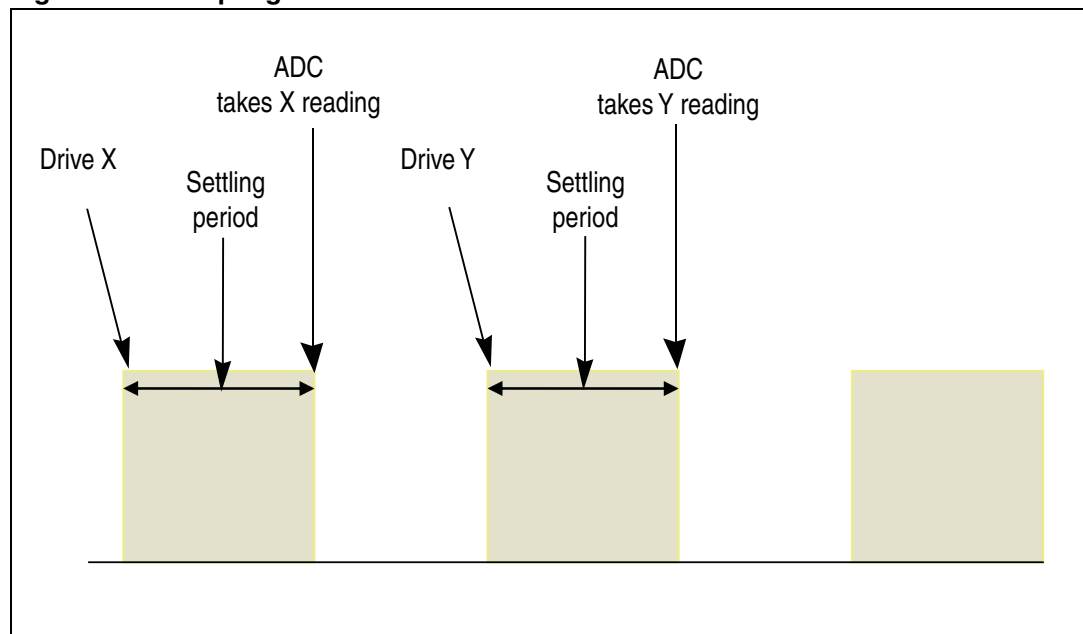 ADC
takes X reading
ADC
takes Y reading
Drive X
Settling
period
Drive Y
Settling
period